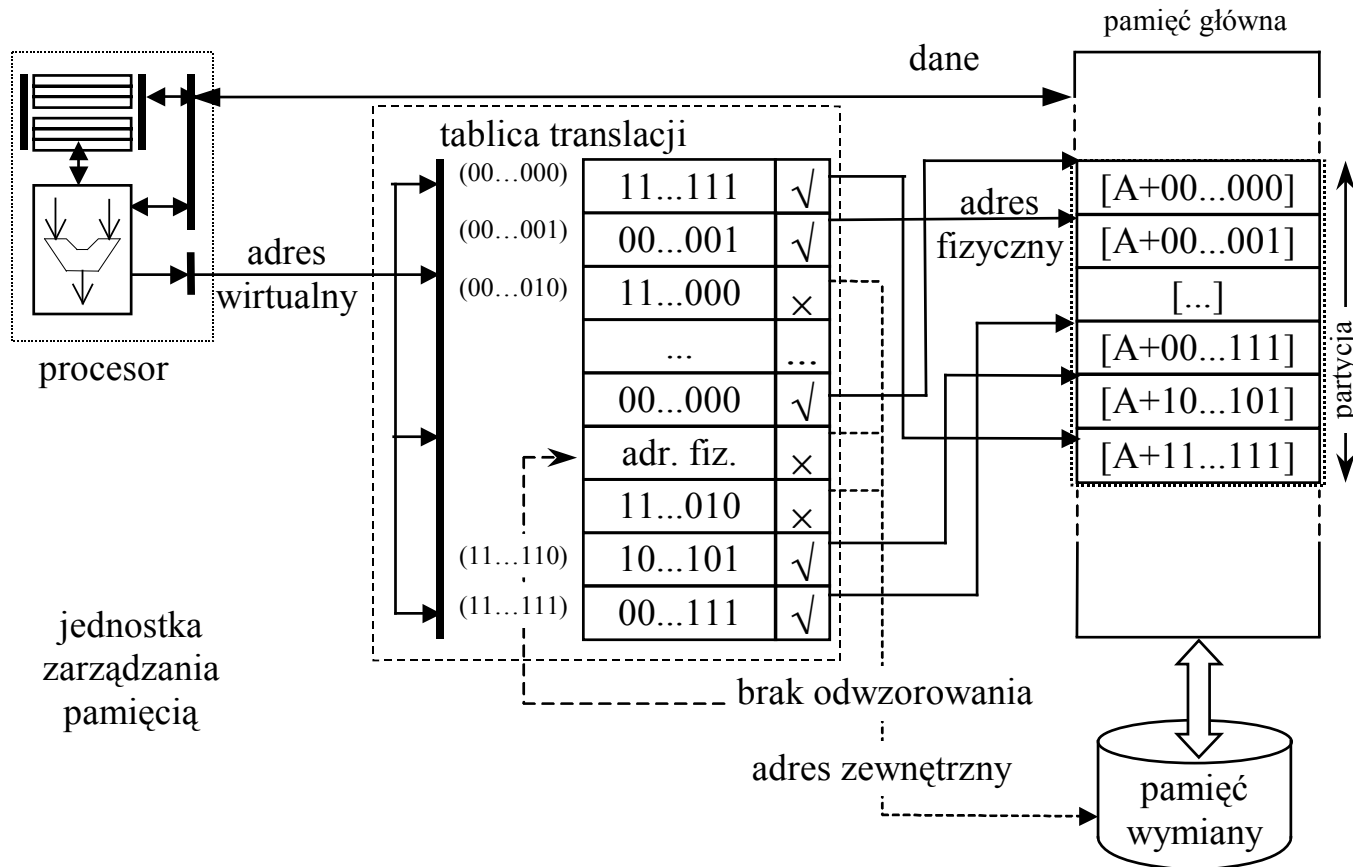 pamięć główna
dane
tablica translacji
(00…000) 11...111 √
(00…001) 00...001 √
(00…010) 11...000 ×
... ...
00...000 √
adr. fiz. ×
11...010 ×
(11…110) 10...101 √
(11…111) 00...111 √
adres
wirtualny
procesor
adres
fizyczny
[A+00...000]
[A+00...001]
[...]
[A+00...111]
[A+10...101]
[A+11...111]
partycja
jednostka
zarządzania
pamięcią
brak odwzorowania
adres zewnętrzny
pamięć
wymiany